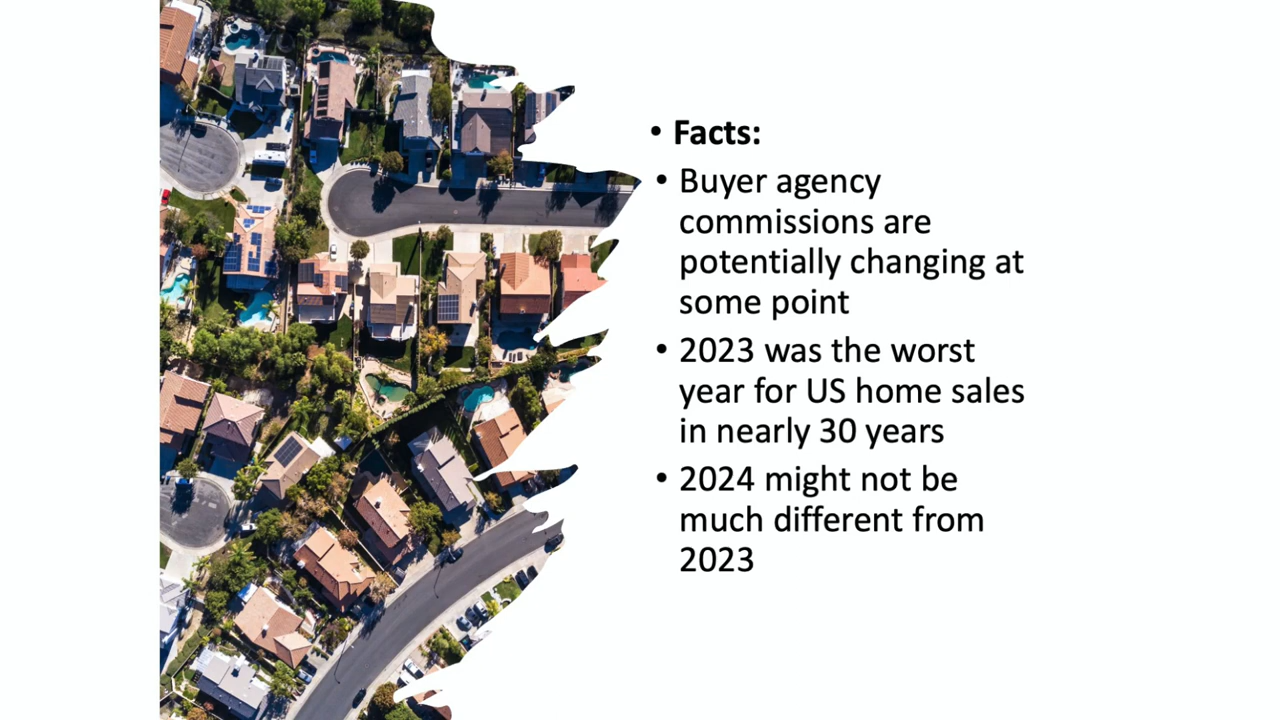 • Facts:
• Buyer agency
commissions are
potentially changing at
some point
• 2023 was the worst
year for US home sales
in nearly 30 years
• 2024 might not be
much different from
2023